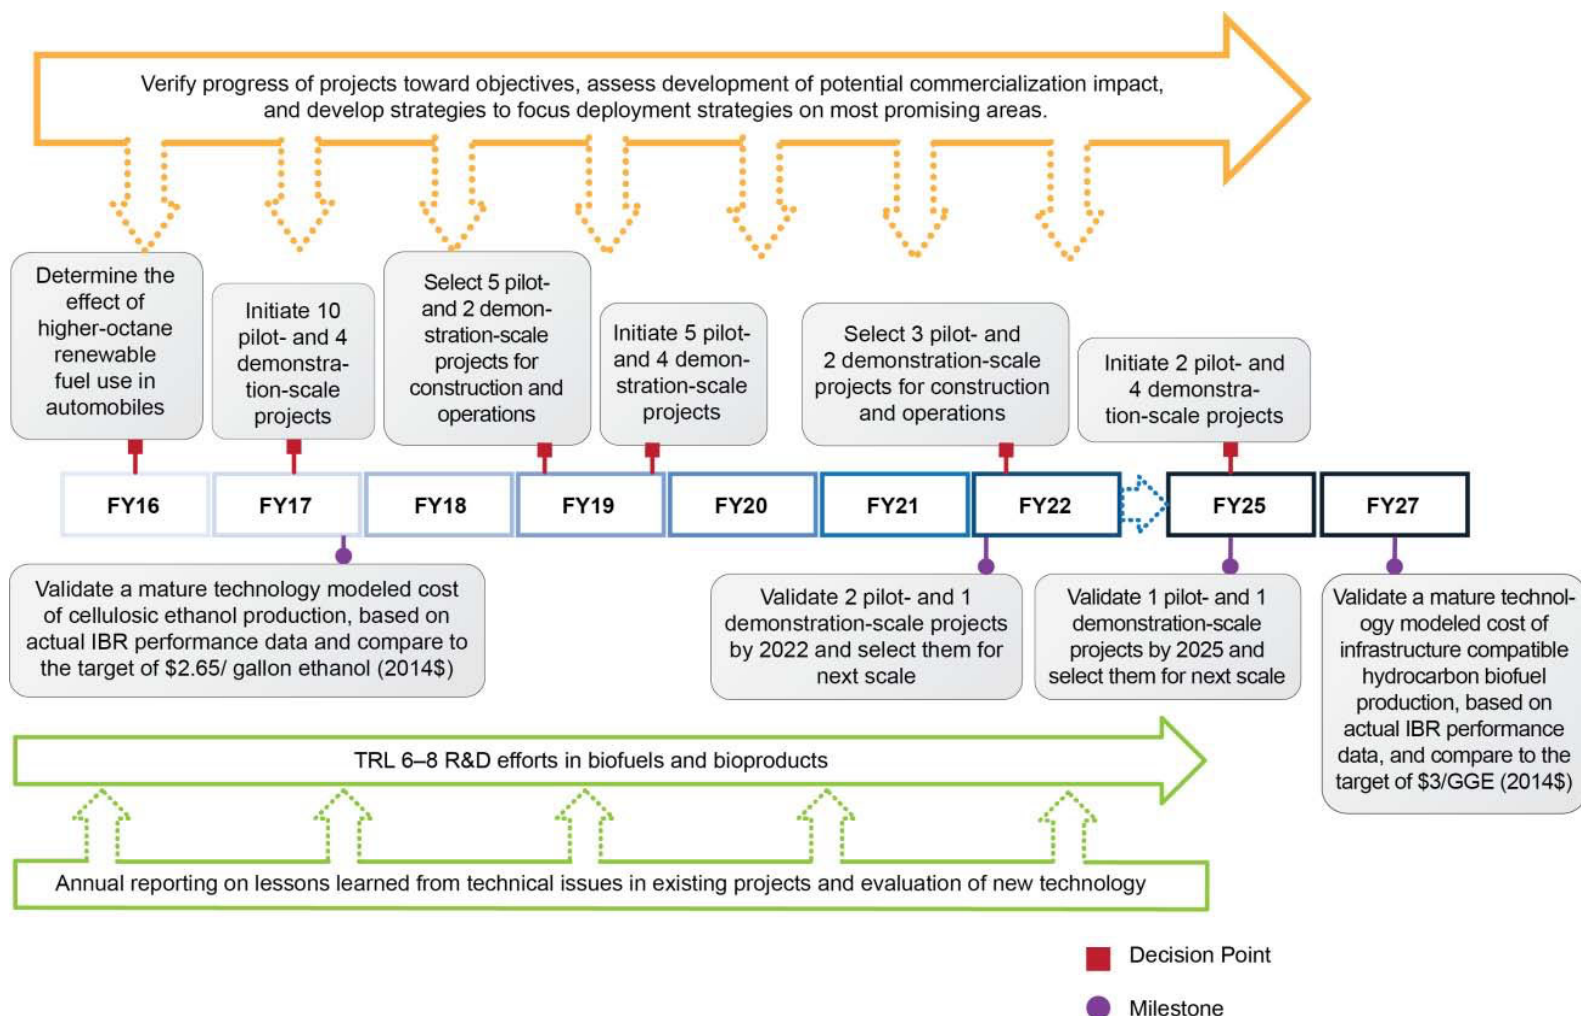 Verify progress of projects toward objectives, assess development of potential commercialization impact,
and develop strategies to focus deployment strategies on most promising areas.
Determine the
effect of
higher-octane
renewable
fuel use in
automobiles
Initiate 10
pilot- and 4
demonstra-
tion-scale
projects
Select 5 pilot-
and 2 demon-
stration-scale
projects for
construction and
operations
Initiate 5 pilot-
and 4 demon-
stration-scale
projects
Select 3 pilot- and
2 demonstration-scale
projects for construction
and operations
Initiate 2 pilot- and
4 demonstra-
tion-scale projects
FY16
FY17
FY18
FY19
FY20
FY21
FY22
FY25
FY27
Validate a mature technology modeled cost
of cellulosic ethanol production, based on
actual IBR performance data and compare to
the target of $2.65/ gallon ethanol (2014$)
Validate 2 pilot- and 1
demonstration-scale projects
by 2022 and select them for
next scale
Validate 1 pilot- and 1
demonstration-scale
projects by 2025 and
select them for next scale
Validate a mature technol-
ogy modeled cost of
infrastructure compatible
hydrocarbon biofuel
production, based on
actual IBR performance
data, and compare to the
target of $3/GGE (2014$)
TRL 6–8 R&D efforts in biofuels and bioproducts
Annual reporting on lessons learned from technical issues in existing projects and evaluation of new technology
Decision Point
Milestone